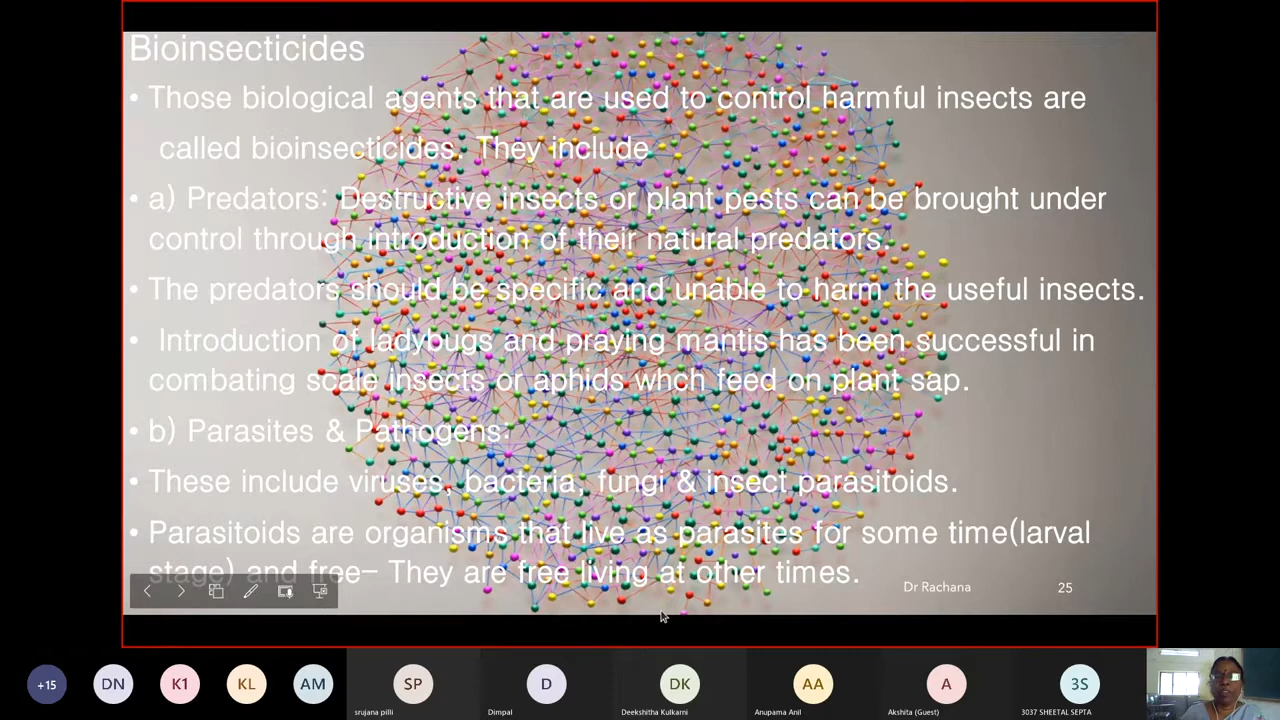 Bioinsecticides
• Those biological agents that are used to control harmful insects are
called bioinsecticides. They include
• a) Predators: Destructive insects or plant pests can be brought under
control through introduction of their natural predators.
• The predators should be specific and unable to harm the useful insects.
• Introduction of ladybugs and praying mantis has been successful in
combating scale insects or aphids whch feed on plant sap.
• b) Parasites & Pathogens:
• These include viruses, bacteria, fungi & insect parasitoids.
• Parasitoids are organisms that live as parasites for some time(larval
stage) and free- They are free living at other times.
Dr Rachana 25
+15 DN K1 KL AM SP D DK AA A 3S
srujana pilli Dimpal Deekshitha Kulkarni Anupama Anil Akshita (Guest) 3037 SHEETAL SEPTA